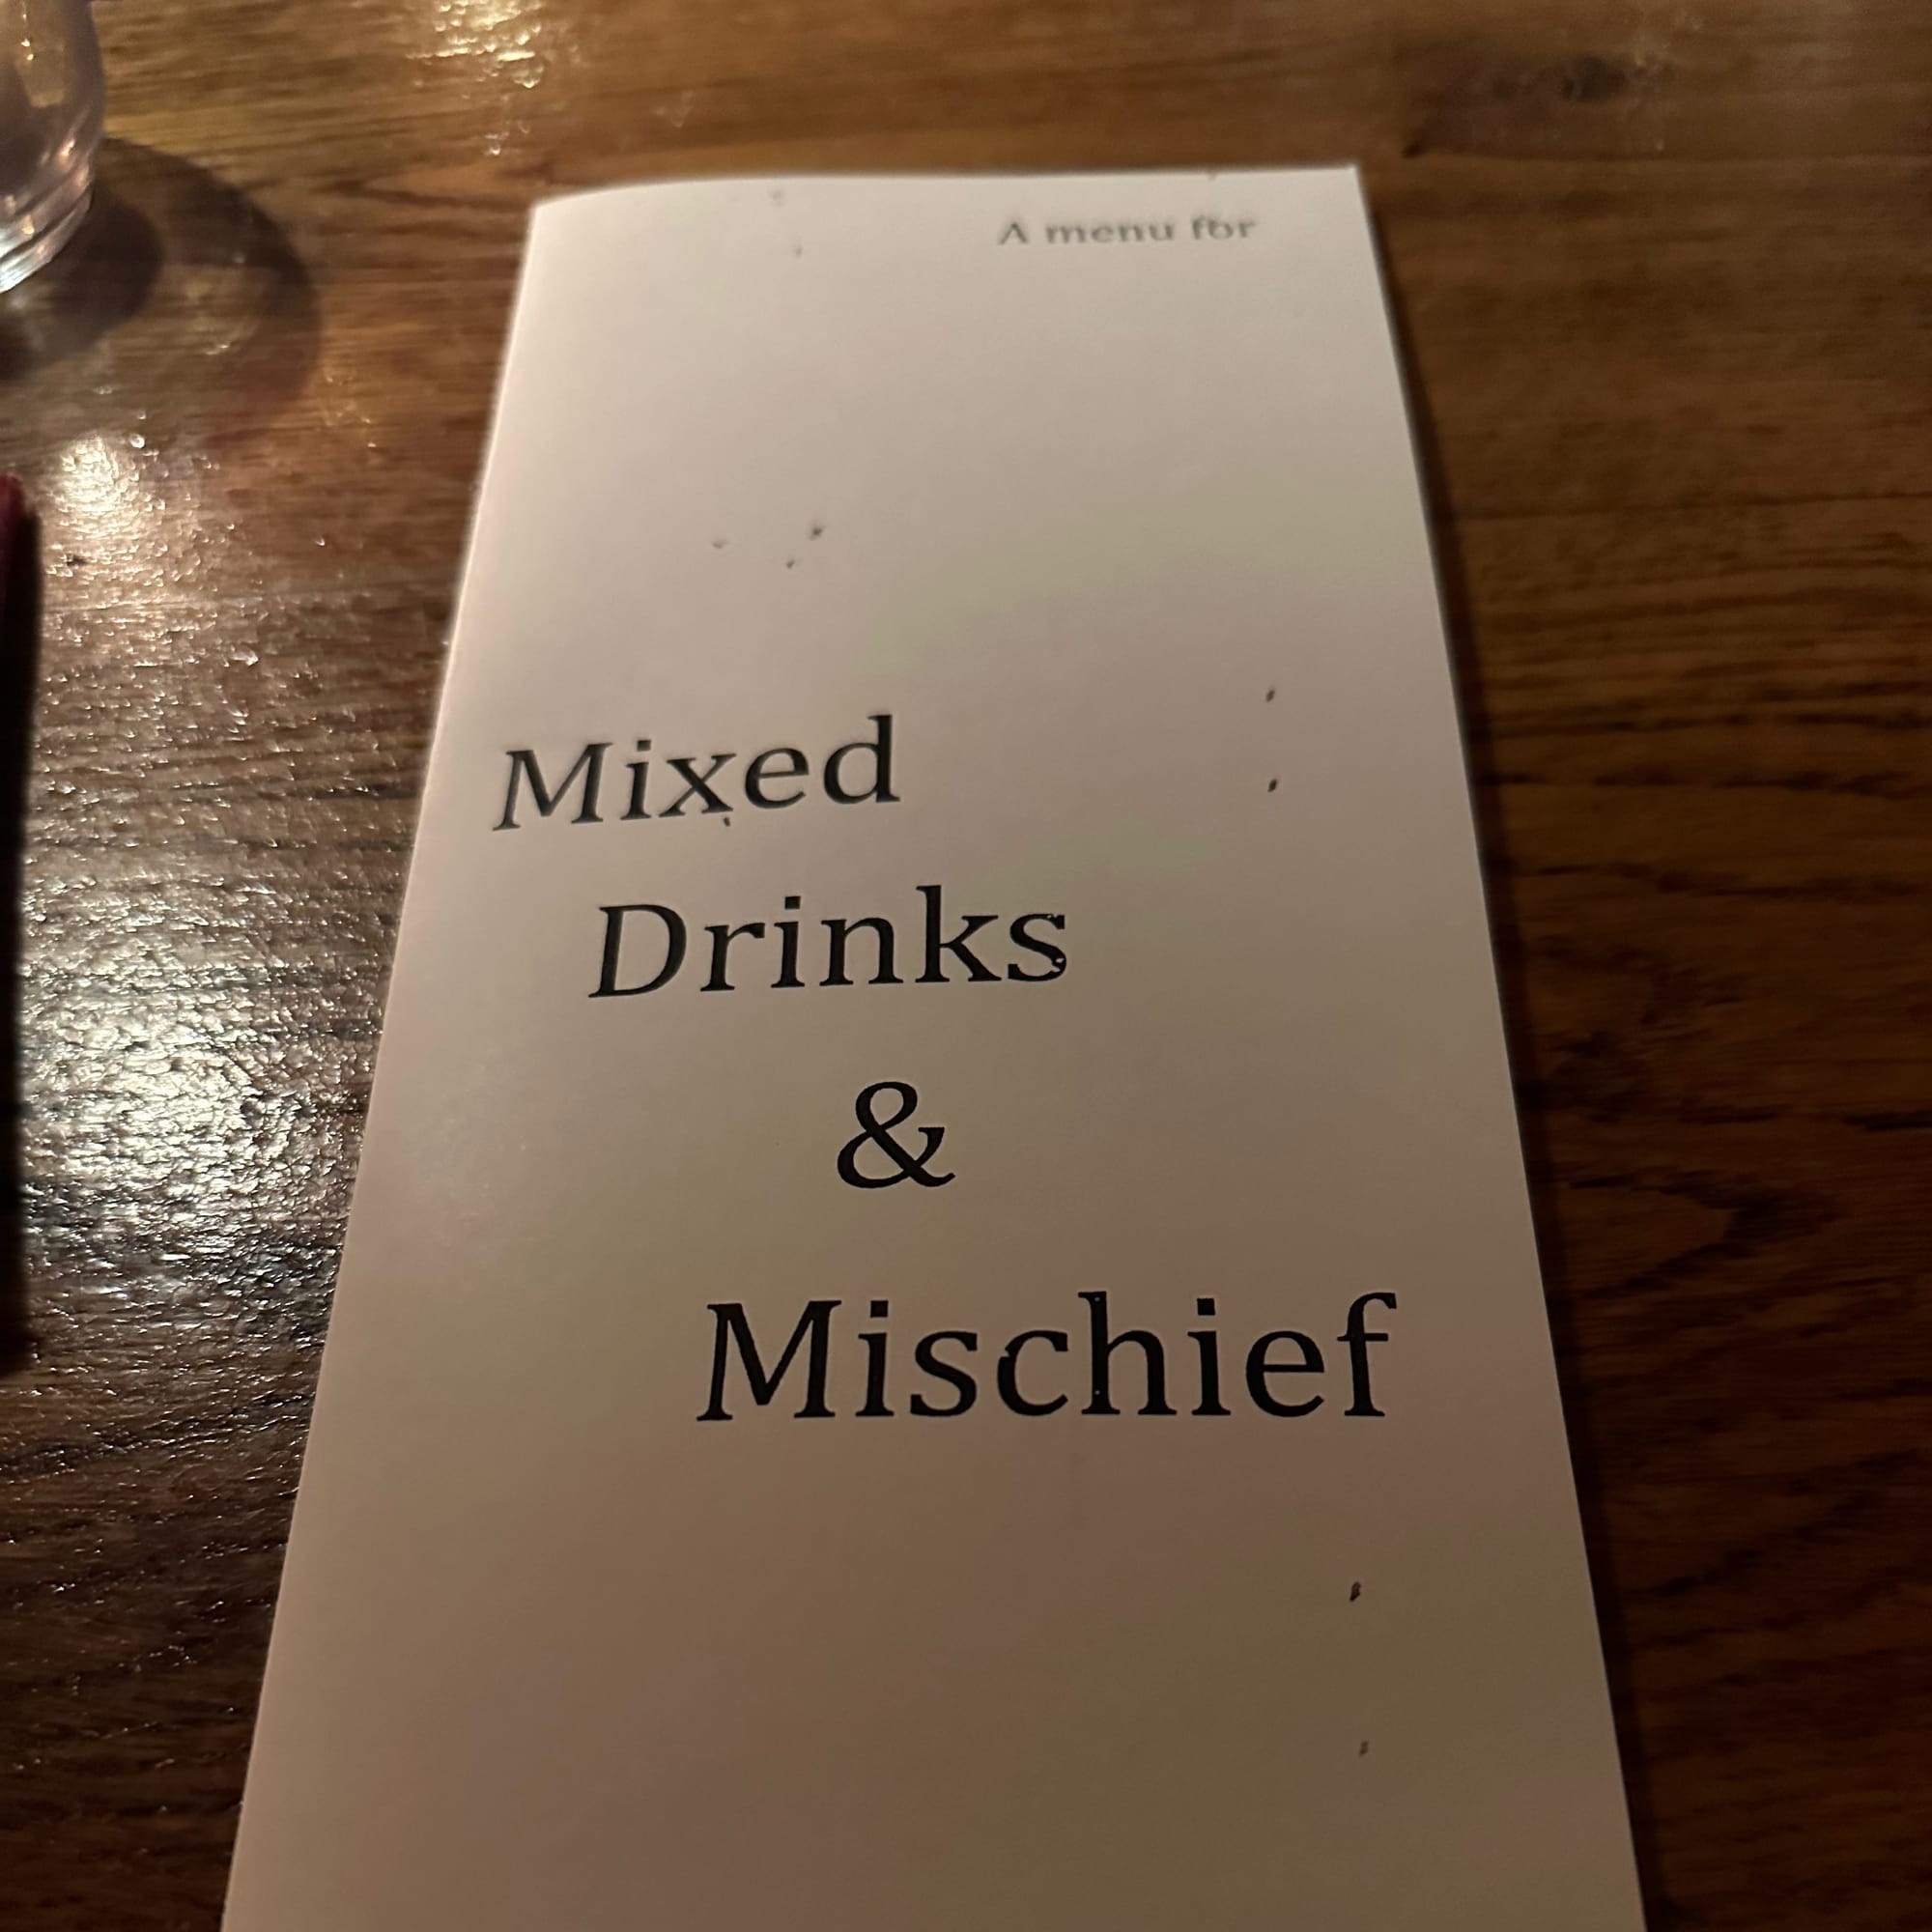 A menu for
Mixed
Drinks
&
Mischief